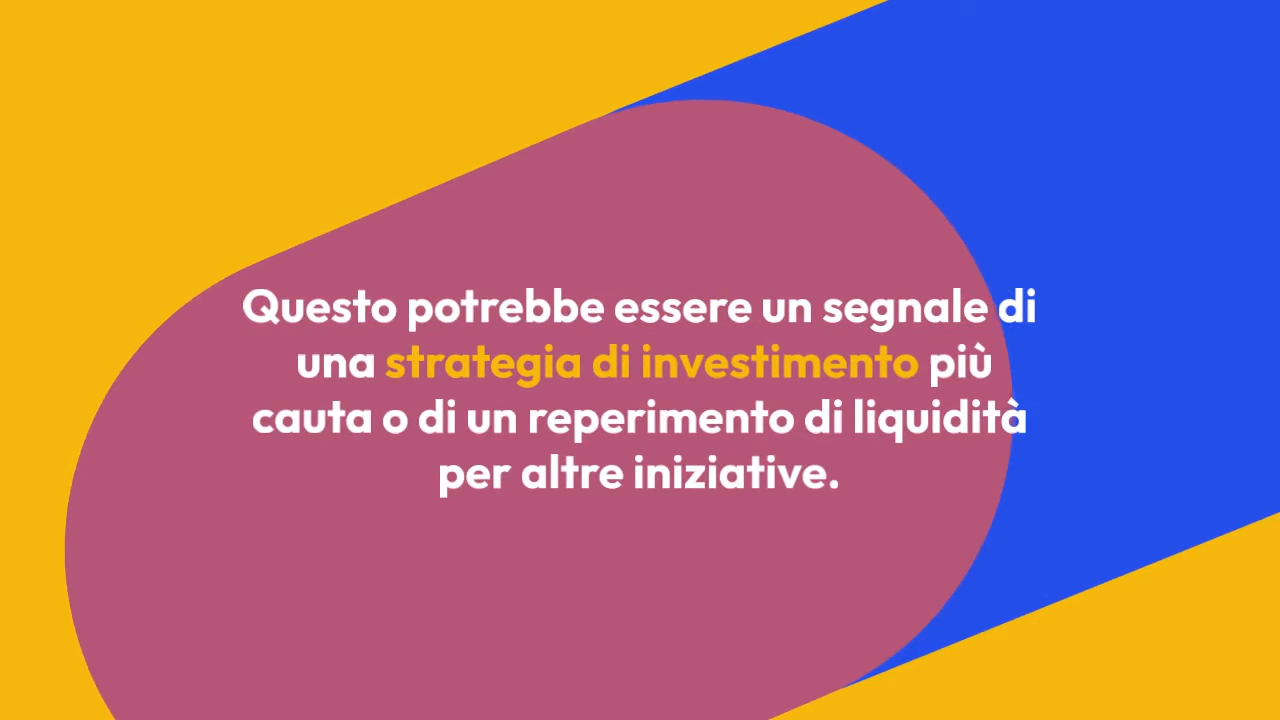 Questo potrebbe essere un segnale di
una strategia di investimento più
cauta o di un reperimento di liquidità
per altre iniziative.